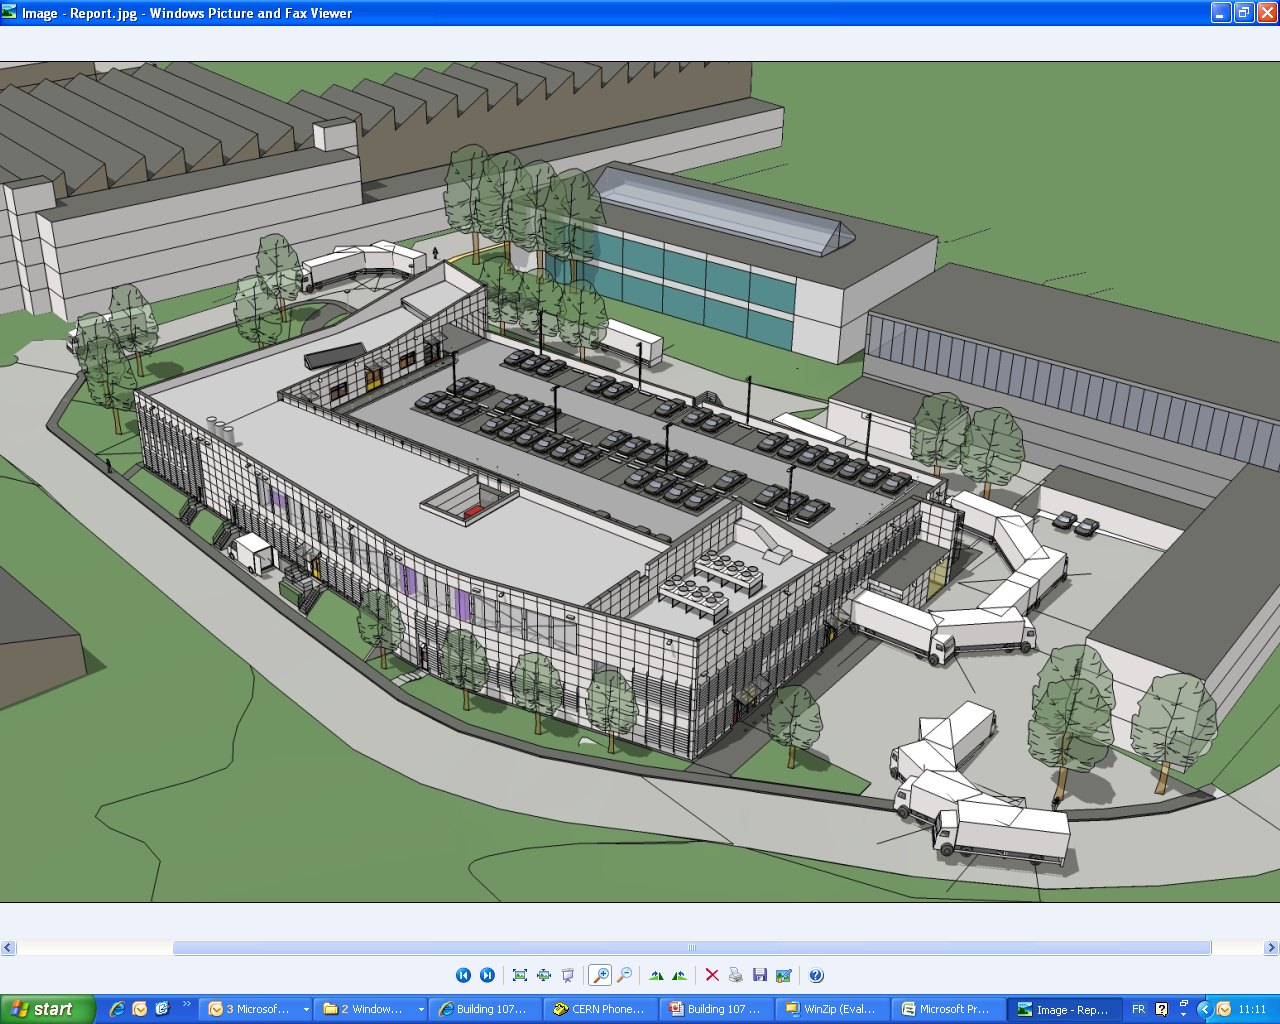 Image - Report.jpg - Windows Picture and Fax Viewer
start
3 Microsof...
2 Window...
Building 107...
CERN Phone...
Building 107 ...
WinZip (Eval...
Microsoft Pr...
Image - Rep...
FR
11:11